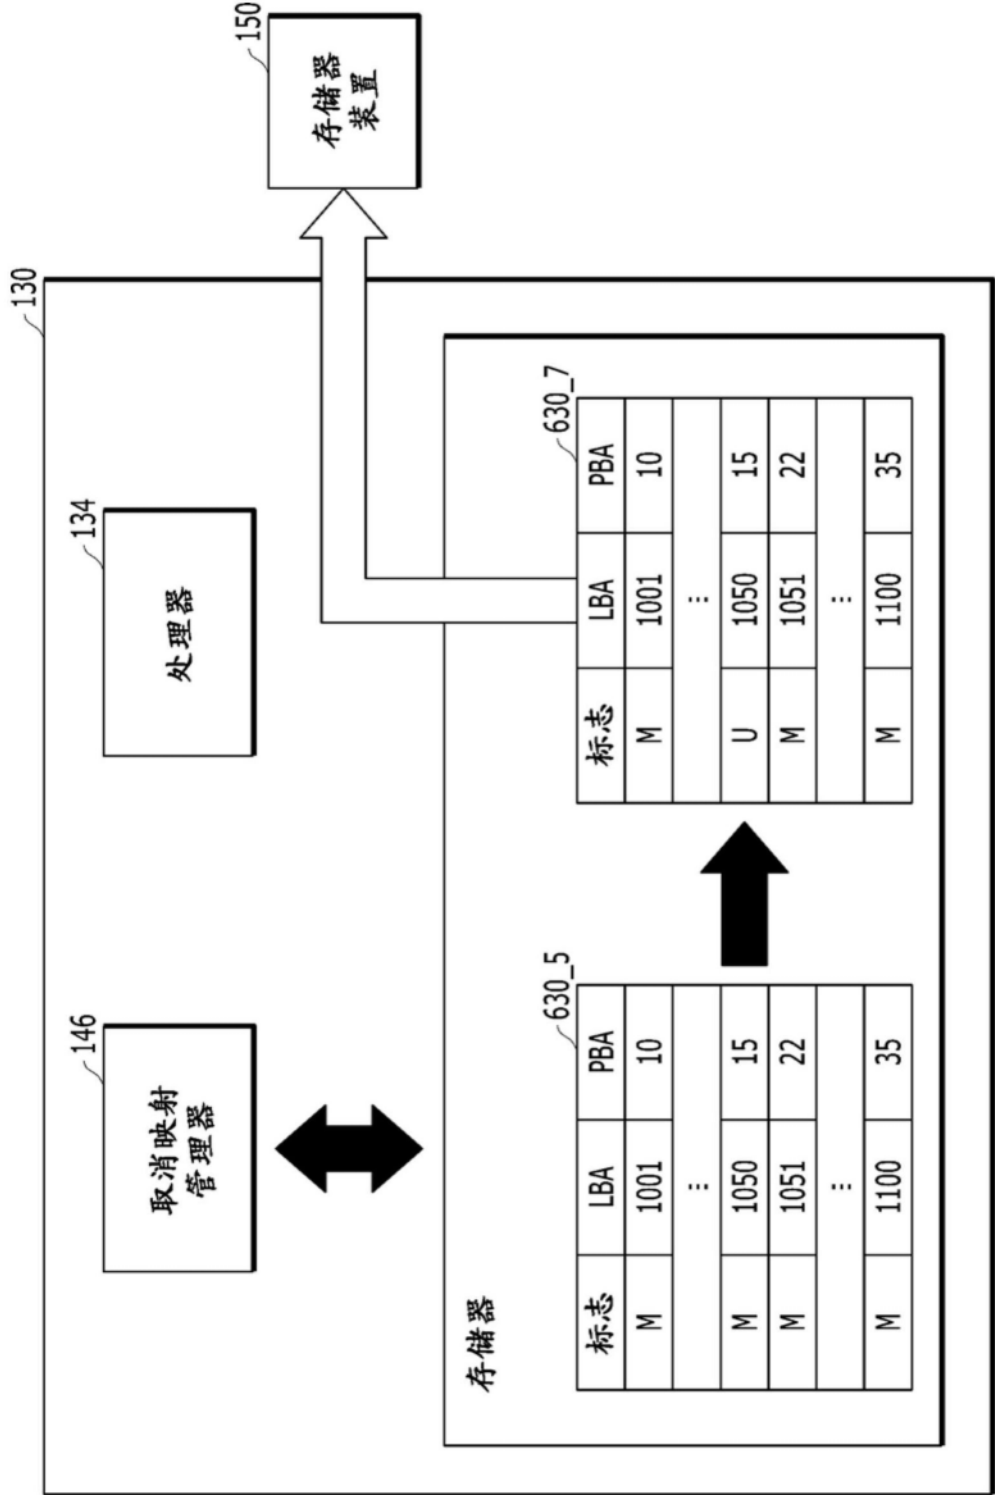 130
146
取消映射
管理器
134
处理器
150
存储器
装置
存储器
630_5
标志 LBA PBA
M 1001 10
⋮
M 1050 15
M 1051 22
⋮
M 1100 35
630_7
标志 LBA PBA
M 1001 10
⋮
U 1050 15
M 1051 22
⋮
M 1100 35